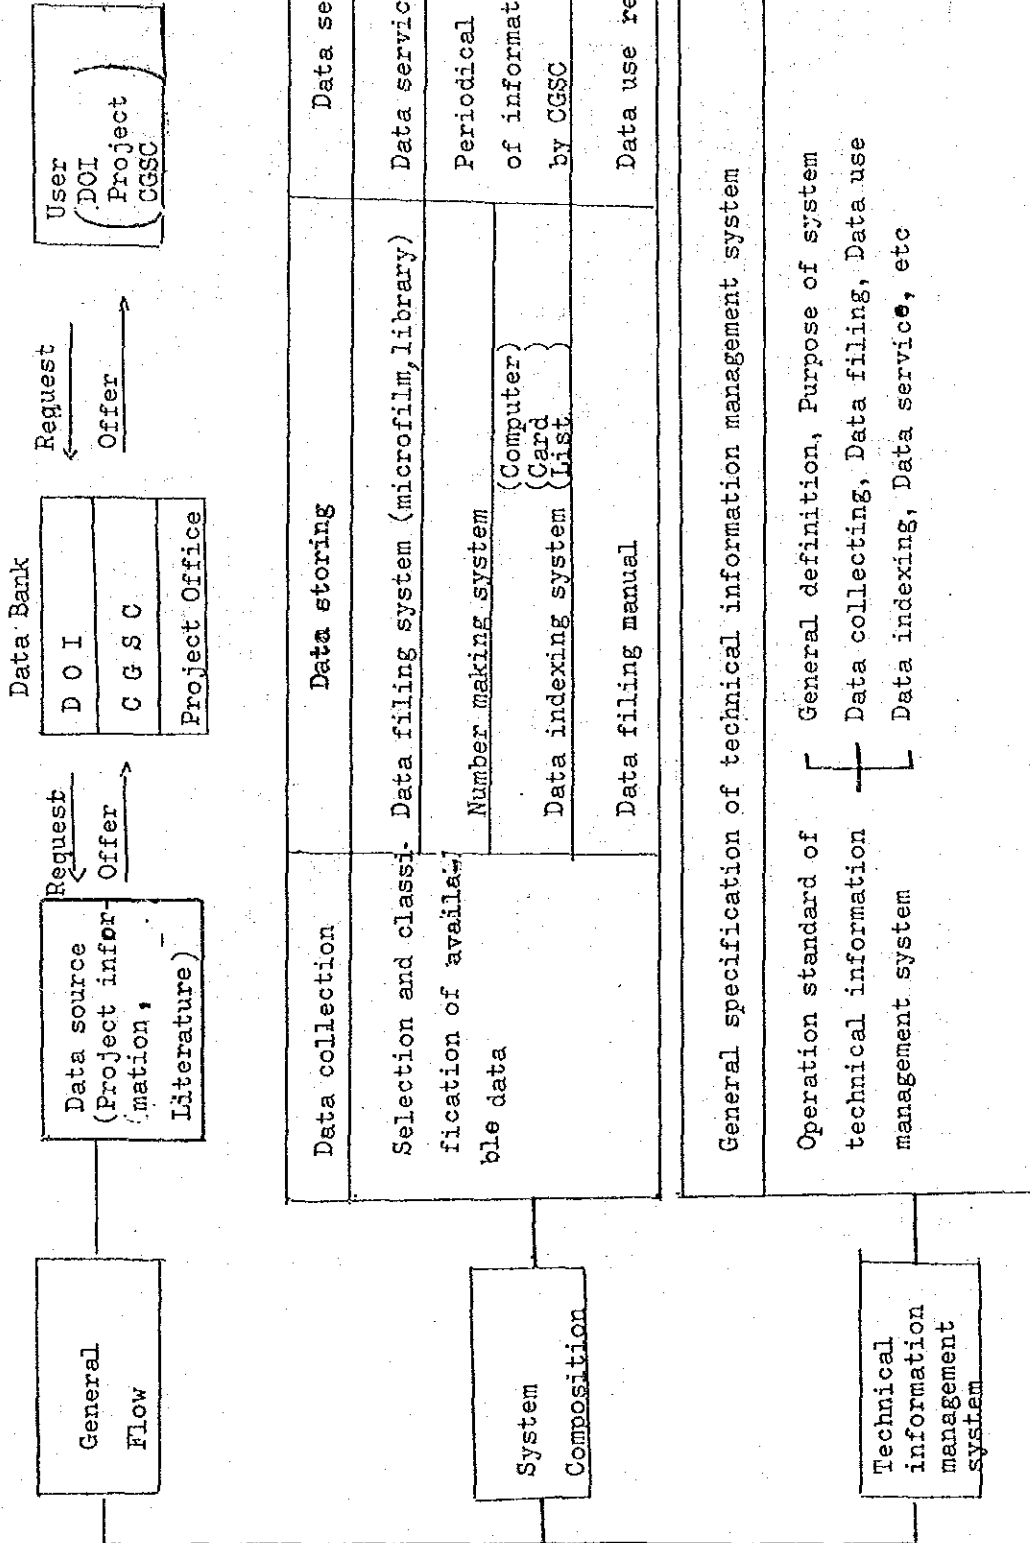 General
Flow
Data source
(Project infor-
(mation,
Literature)
Request
Offer
Data Bank
D O I
C G S C
Project Office
Request
Offer
User
(DOI
Project
CGSC)
System
Composition
Data collection
Selection and classi-
fication of availa-
ble data
Data storing
Data filing system (microfilm, library)
Number making system
(Computer)
(Card )
Data indexing system (List )
Data filing manual
Data se
Data servic
Periodical
of informat
by CGSC
Data use re
Technical
information
management
system
General specification of technical information management system
Operation standard of
technical information
management system
General definition, Purpose of system
Data collecting, Data filing, Data use
Data indexing, Data service, etc